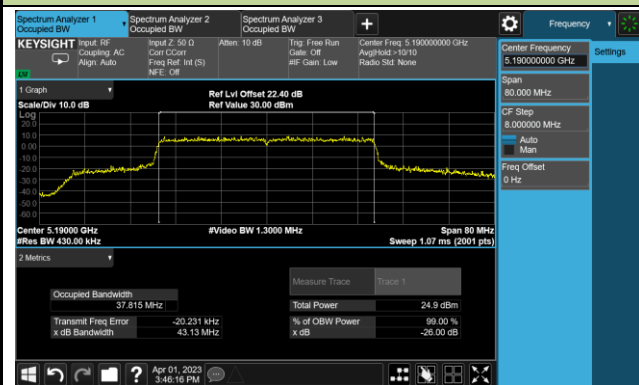 Spectrum Analyzer 1
Occupied BW
Spectrum Analyzer 2
Occupied BW
Spectrum Analyzer 3
Occupied BW
+
Frequency
KEYSIGHT
Input: RF
Coupling: AC
Align: Auto
Input Z: 50 Ω
Corr CCorr
Freq Ref: Int (S)
NFE: Off
Atten: 10 dB
Trig: Free Run
Gate: Off
#IF Gain: Low
Center Freq: 5.190000000 GHz
Avg|Hold:>10/10
Radio Std: None
LXI
Center Frequency
5.190000000 GHz
Settings
Span
80.000 MHz
CF Step
8.000000 MHz
Auto
Man
Freq Offset
0 Hz
1 Graph
Scale/Div 10.0 dB
Ref Lvl Offset 22.40 dB
Ref Value 30.00 dBm
Log
20.0
10.0
0.00
-10.0
-20.0
-30.0
-40.0
-50.0
-60.0
Center 5.19000 GHz
#Res BW 430.00 kHz
#Video BW 1.3000 MHz
Span 80 MHz
Sweep 1.07 ms (2001 pts)
2 Metrics
Measure Trace
Trace 1
Occupied Bandwidth
37.815 MHz
Total Power
24.9 dBm
Transmit Freq Error
-20.231 kHz
% of OBW Power
99.00 %
x dB Bandwidth
43.13 MHz
x dB
-26.00 dB
?
Apr 01, 2023
3:46:16 PM